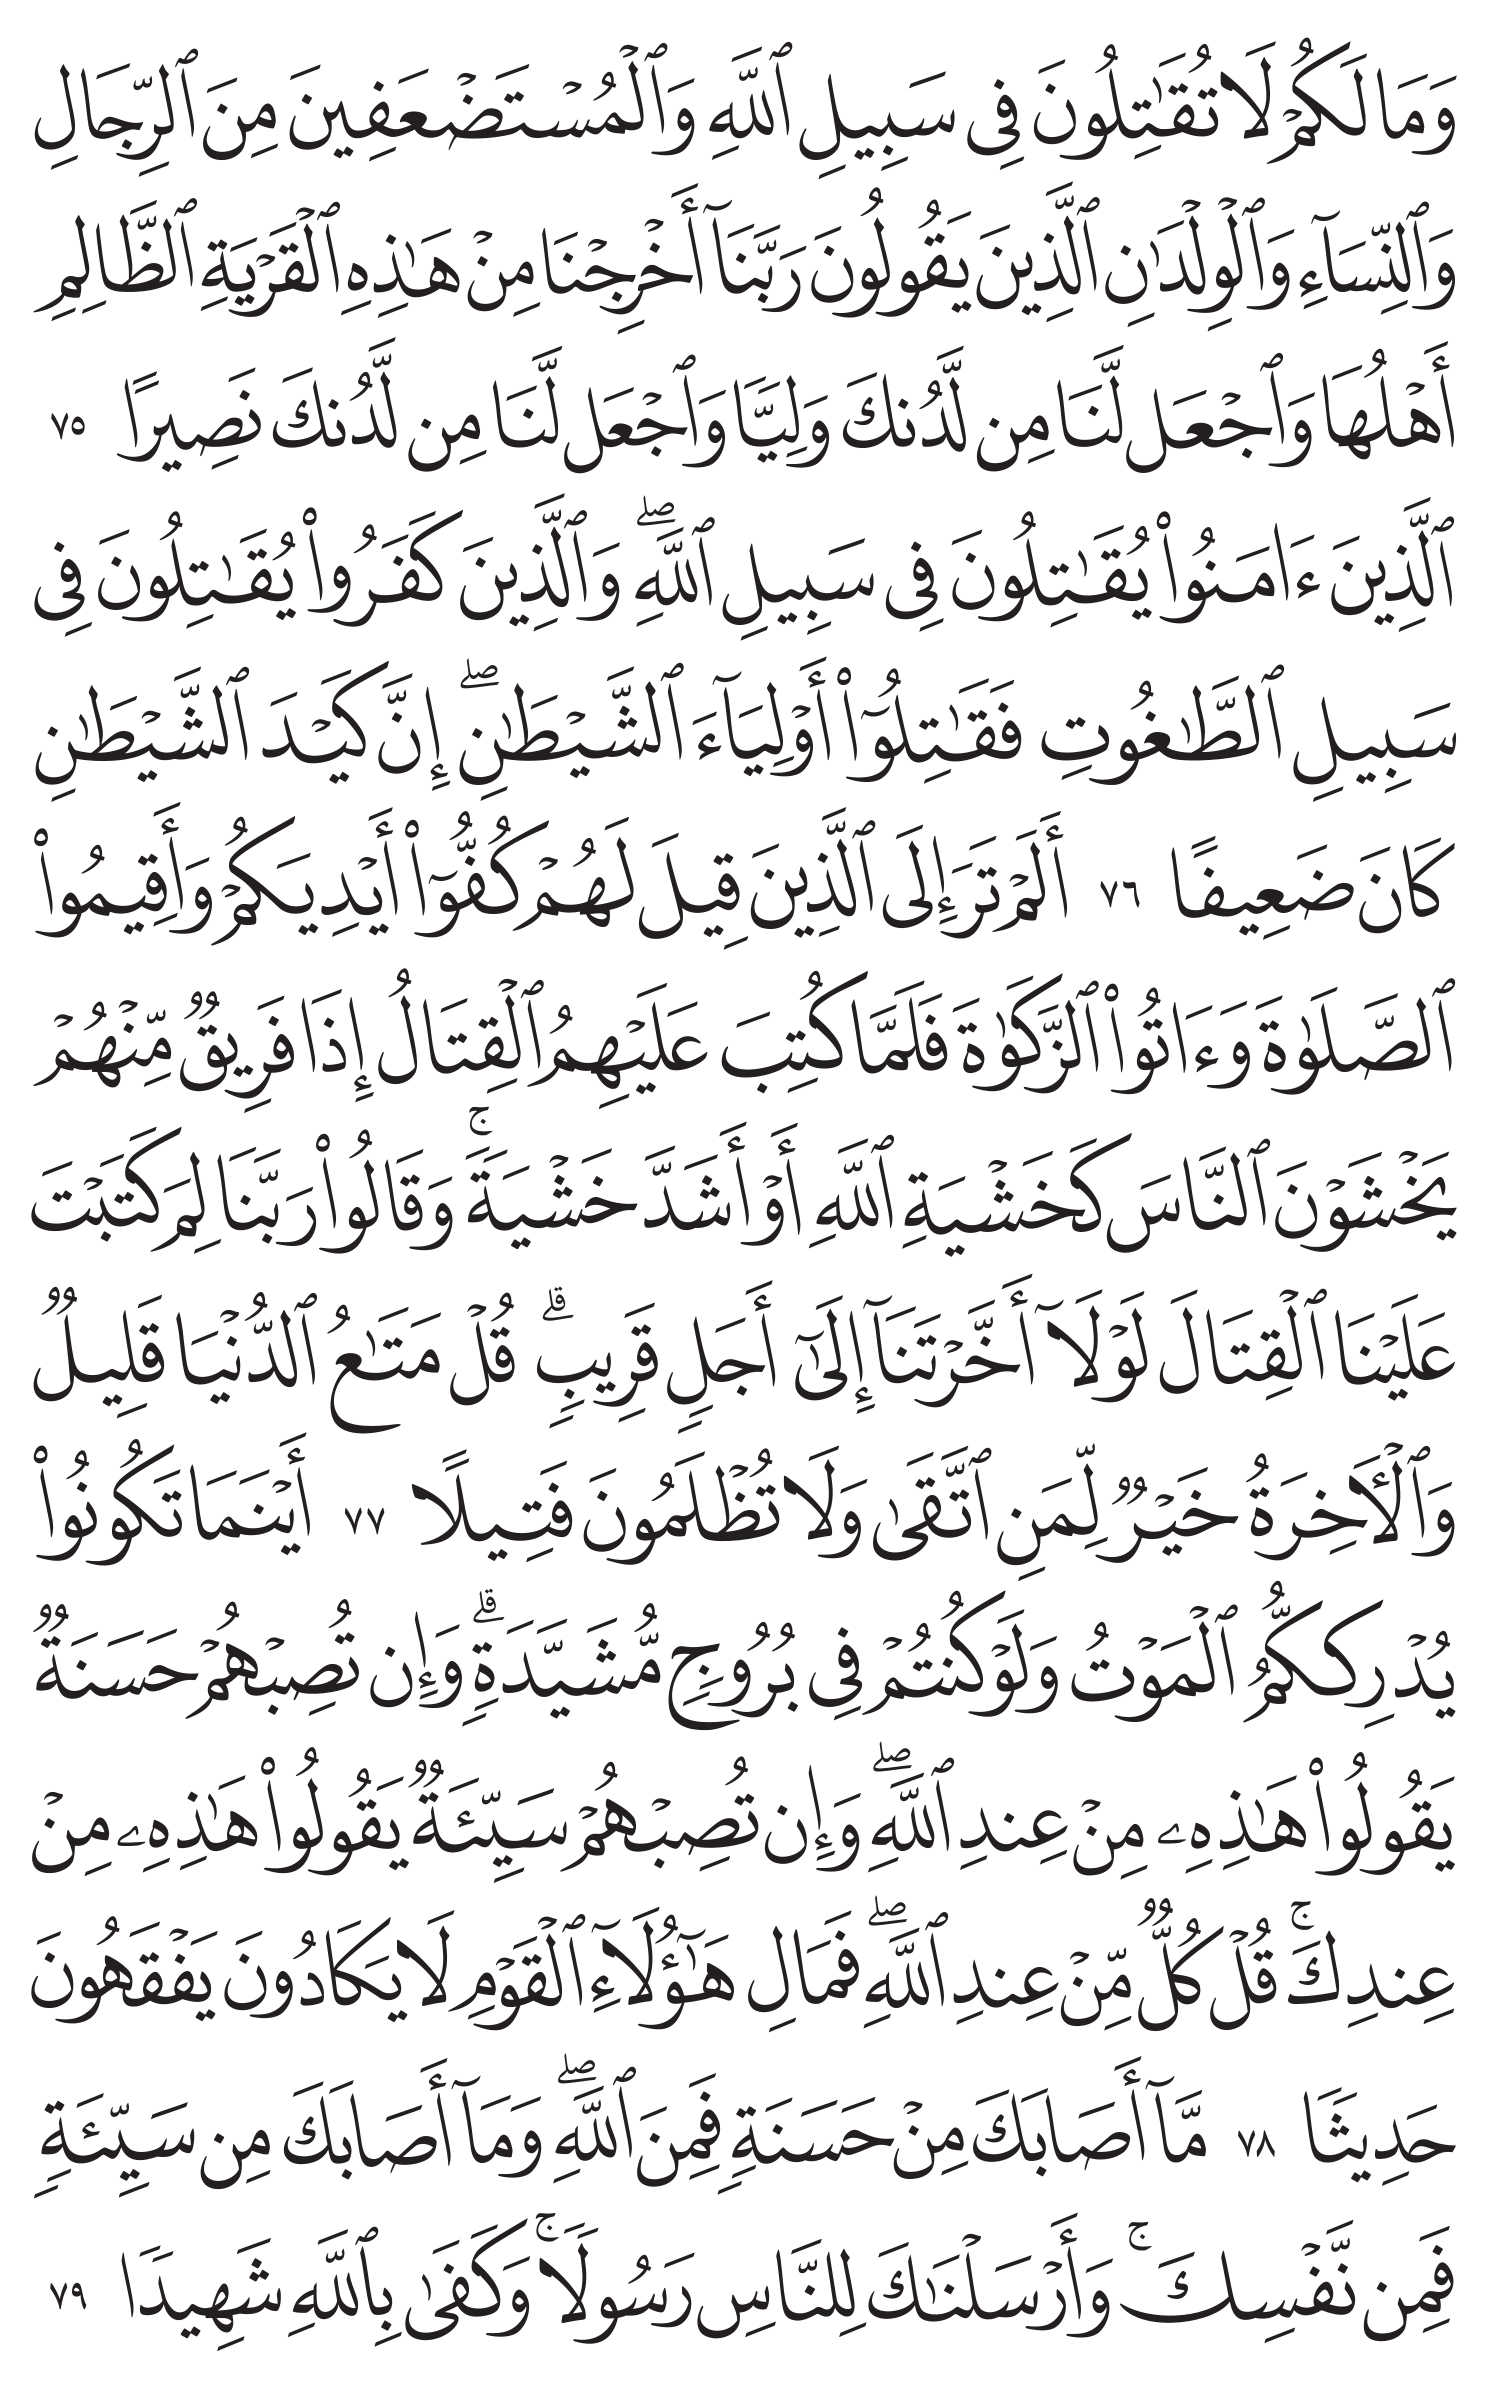 وَمَا لَكُمْ لَا تُقَٰتِلُونَ فِى سَبِيلِ ٱللَّهِ وَٱلْمُسْتَضْعَفِينَ مِنَ ٱلرِّجَالِ
وَٱلنِّسَآءِ وَٱلْوِلْدَٰنِ ٱلَّذِينَ يَقُولُونَ رَبَّنَآ أَخْرِجْنَا مِنْ هَٰذِهِ ٱلْقَرْيَةِ ٱلظَّالِمِ
أَهْلُهَا وَٱجْعَل لَّنَا مِن لَّدُنكَ وَلِيًّا وَٱجْعَل لَّنَا مِن لَّدُنكَ نَصِيرًا ٧٥
ٱلَّذِينَ ءَامَنُوا۟ يُقَٰتِلُونَ فِى سَبِيلِ ٱللَّهِ ۖ وَٱلَّذِينَ كَفَرُوا۟ يُقَٰتِلُونَ فِى
سَبِيلِ ٱلطَّٰغُوتِ فَقَٰتِلُوٓا۟ أَوْلِيَآءَ ٱلشَّيْطَٰنِ ۖ إِنَّ كَيْدَ ٱلشَّيْطَٰنِ
كَانَ ضَعِيفًا ٧٦ أَلَمْ تَرَ إِلَى ٱلَّذِينَ قِيلَ لَهُمْ كُفُّوٓا۟ أَيْدِيَكُمْ وَأَقِيمُوا۟
ٱلصَّلَوٰةَ وَءَاتُوا۟ ٱلزَّكَوٰةَ فَلَمَّا كُتِبَ عَلَيْهِمُ ٱلْقِتَالُ إِذَا فَرِيقٌ مِّنْهُمْ
يَخْشَوْنَ ٱلنَّاسَ كَخَشْيَةِ ٱللَّهِ أَوْ أَشَدَّ خَشْيَةً ۚ وَقَالُوا۟ رَبَّنَا لِمَ كَتَبْتَ
عَلَيْنَا ٱلْقِتَالَ لَوْلَآ أَخَّرْتَنَآ إِلَىٰٓ أَجَلٍ قَرِيبٍ ۗ قُلْ مَتَٰعُ ٱلدُّنْيَا قَلِيلٌ
وَٱلْأَخِرَةُ خَيْرٌ لِّمَنِ ٱتَّقَىٰ وَلَا تُظْلَمُونَ فَتِيلًا ٧٧ أَيْنَمَا تَكُونُوا۟
يُدْرِككُّمُ ٱلْمَوْتُ وَلَوْ كُنتُمْ فِى بُرُوجٍ مُّشَيَّدَةٍ ۗ وَإِن تُصِبْهُمْ حَسَنَةٌ
يَقُولُوا۟ هَٰذِهِۦ مِنْ عِندِ ٱللَّهِ ۖ وَإِن تُصِبْهُمْ سَيِّئَةٌ يَقُولُوا۟ هَٰذِهِۦ مِنْ
عِندِكَ ۚ قُلْ كُلٌّ مِّنْ عِندِ ٱللَّهِ ۖ فَمَالِ هَٰٓؤُلَآءِ ٱلْقَوْمِ لَا يَكَادُونَ يَفْقَهُونَ
حَدِيثًا ٧٨ مَّآ أَصَابَكَ مِنْ حَسَنَةٍ فَمِنَ ٱللَّهِ ۖ وَمَآ أَصَابَكَ مِن سَيِّئَةٍ
فَمِن نَّفْسِكَ ۚ وَأَرْسَلْنَٰكَ لِلنَّاسِ رَسُولًا ۚ وَكَفَىٰ بِٱللَّهِ شَهِيدًا ٧٩